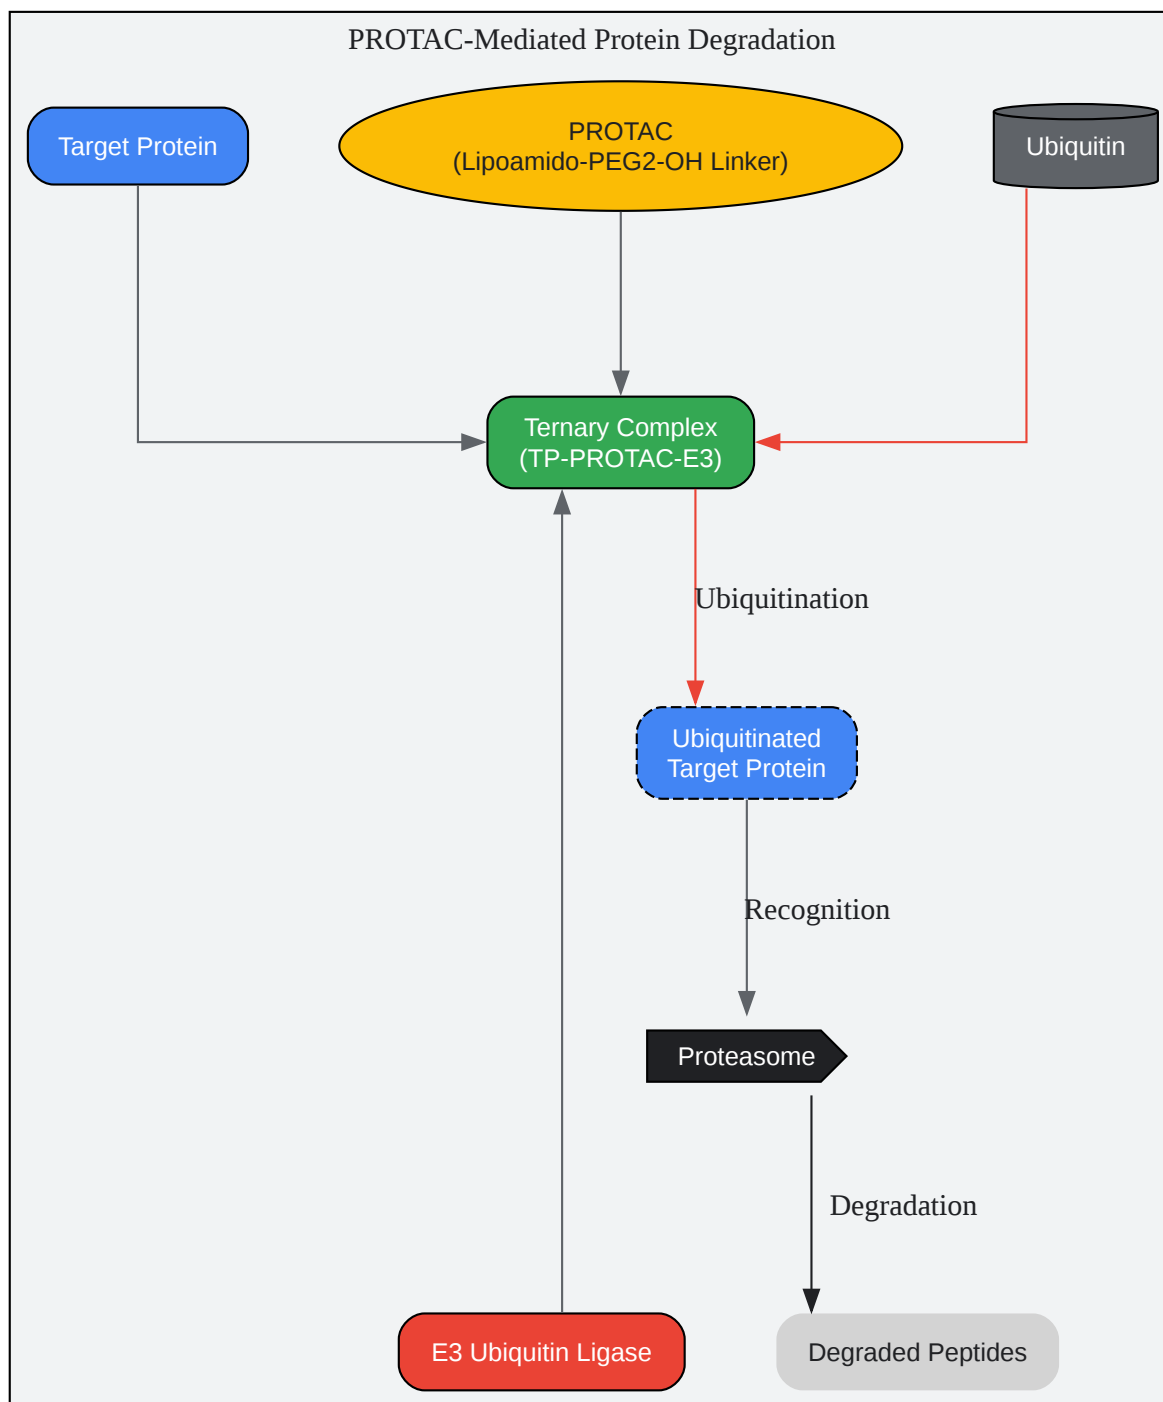 PROTAC-Mediated Protein Degradation
Target Protein
PROTAC
(Lipoamido-PEG2-OH Linker)
Ubiquitin
Ternary Complex
(TP-PROTAC-E3)
Ubiquitination
Ubiquitinated
Target Protein
Recognition
Proteasome
Degradation
E3 Ubiquitin Ligase
Degraded Peptides